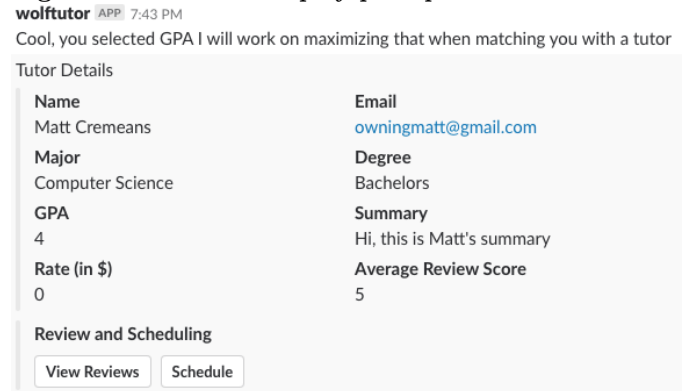 wolftutor APP 7:43 PM
Cool, you selected GPA I will work on maximizing that when matching you with a tutor
Tutor Details
Name Email
Matt Cremeans owningmatt@gmail.com
Major Degree
Computer Science Bachelors
GPA Summary
4 Hi, this is Matt's summary
Rate (in $) Average Review Score
0 5
Review and Scheduling
View Reviews Schedule